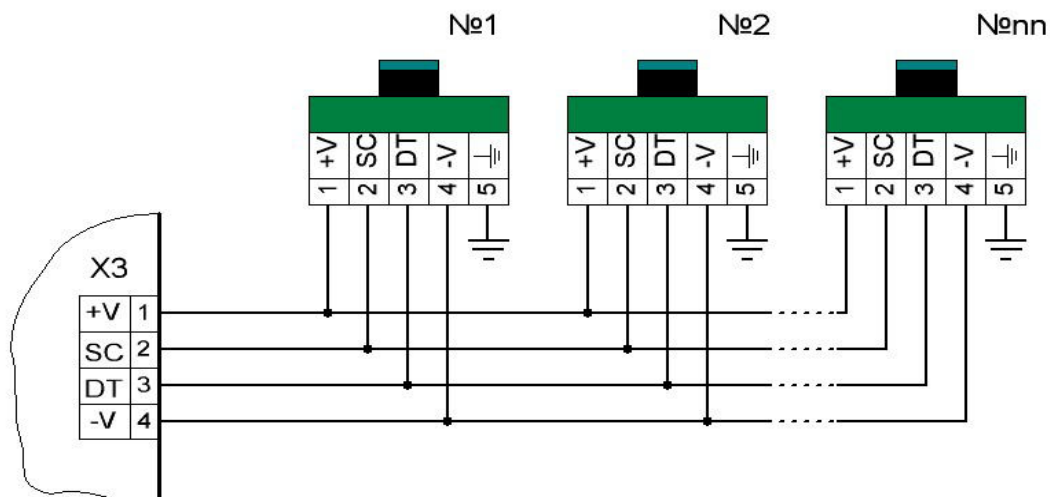 №1 №2 №nn
+V SC DT -V
1 2 3 4 5
+V SC DT -V
1 2 3 4 5
+V SC DT -V
1 2 3 4 5
X3
+V 1
SC 2
DT 3
-V 4